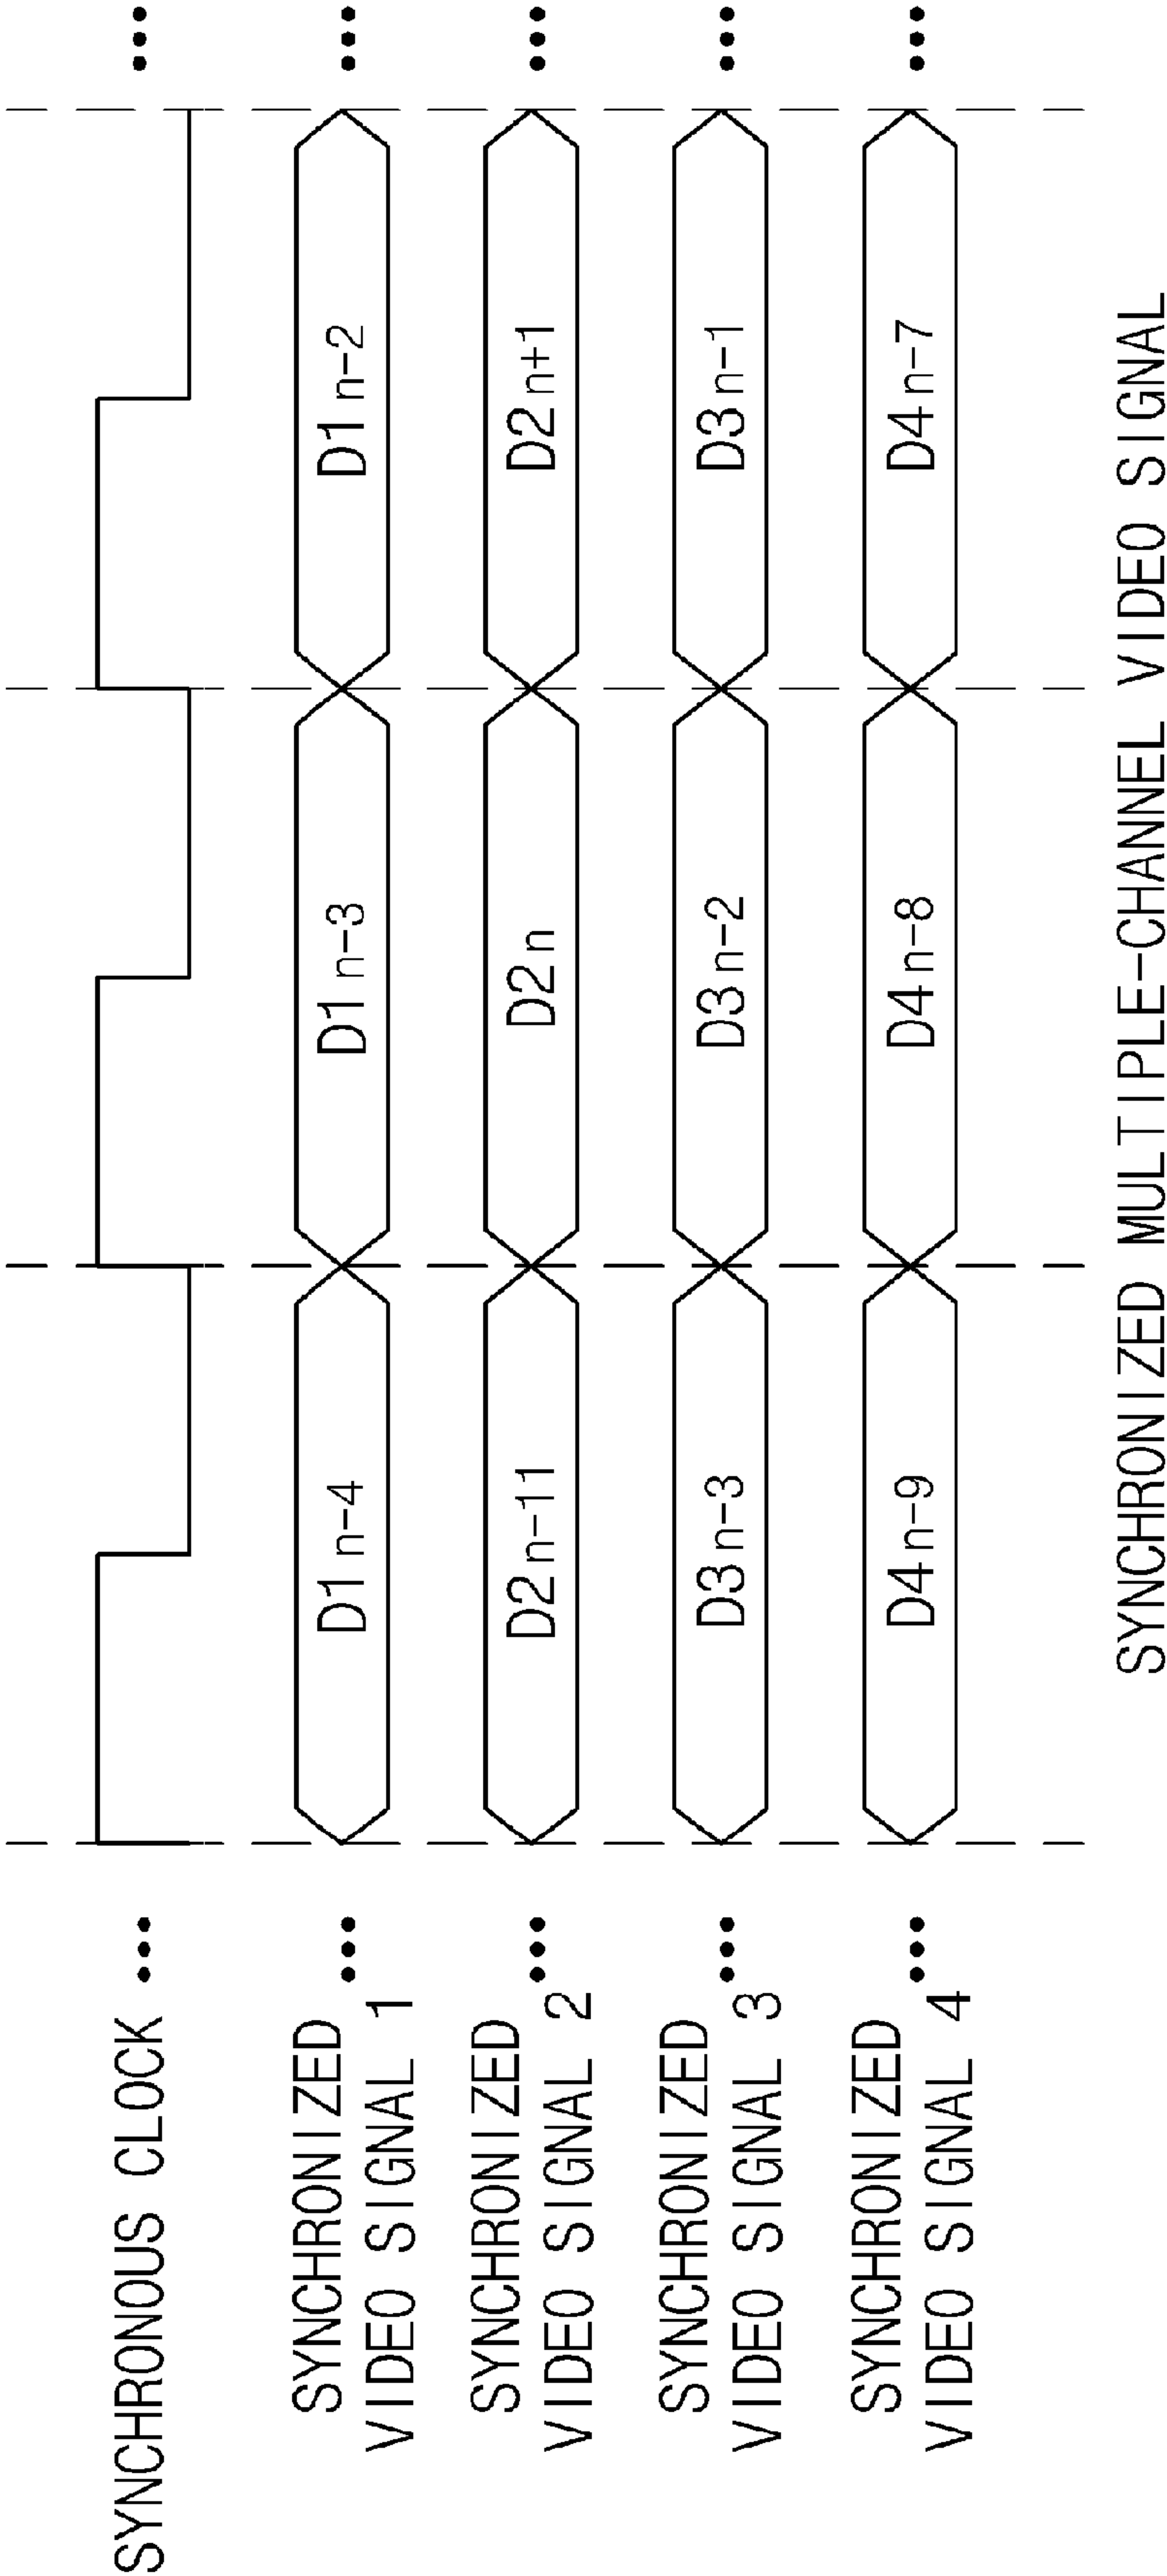 SYNCHRONOUS CLOCK
SYNCHRONIZED
VIDEO SIGNAL 1
D1n-4 D1n-3 D1n-2
SYNCHRONIZED
VIDEO SIGNAL 2
D2n-11 D2n D2n+1
SYNCHRONIZED
VIDEO SIGNAL 3
D3n-3 D3n-2 D3n-1
SYNCHRONIZED
VIDEO SIGNAL 4
D4n-9 D4n-8 D4n-7
SYNCHRONIZED MULTIPLE-CHANNEL VIDEO SIGNAL